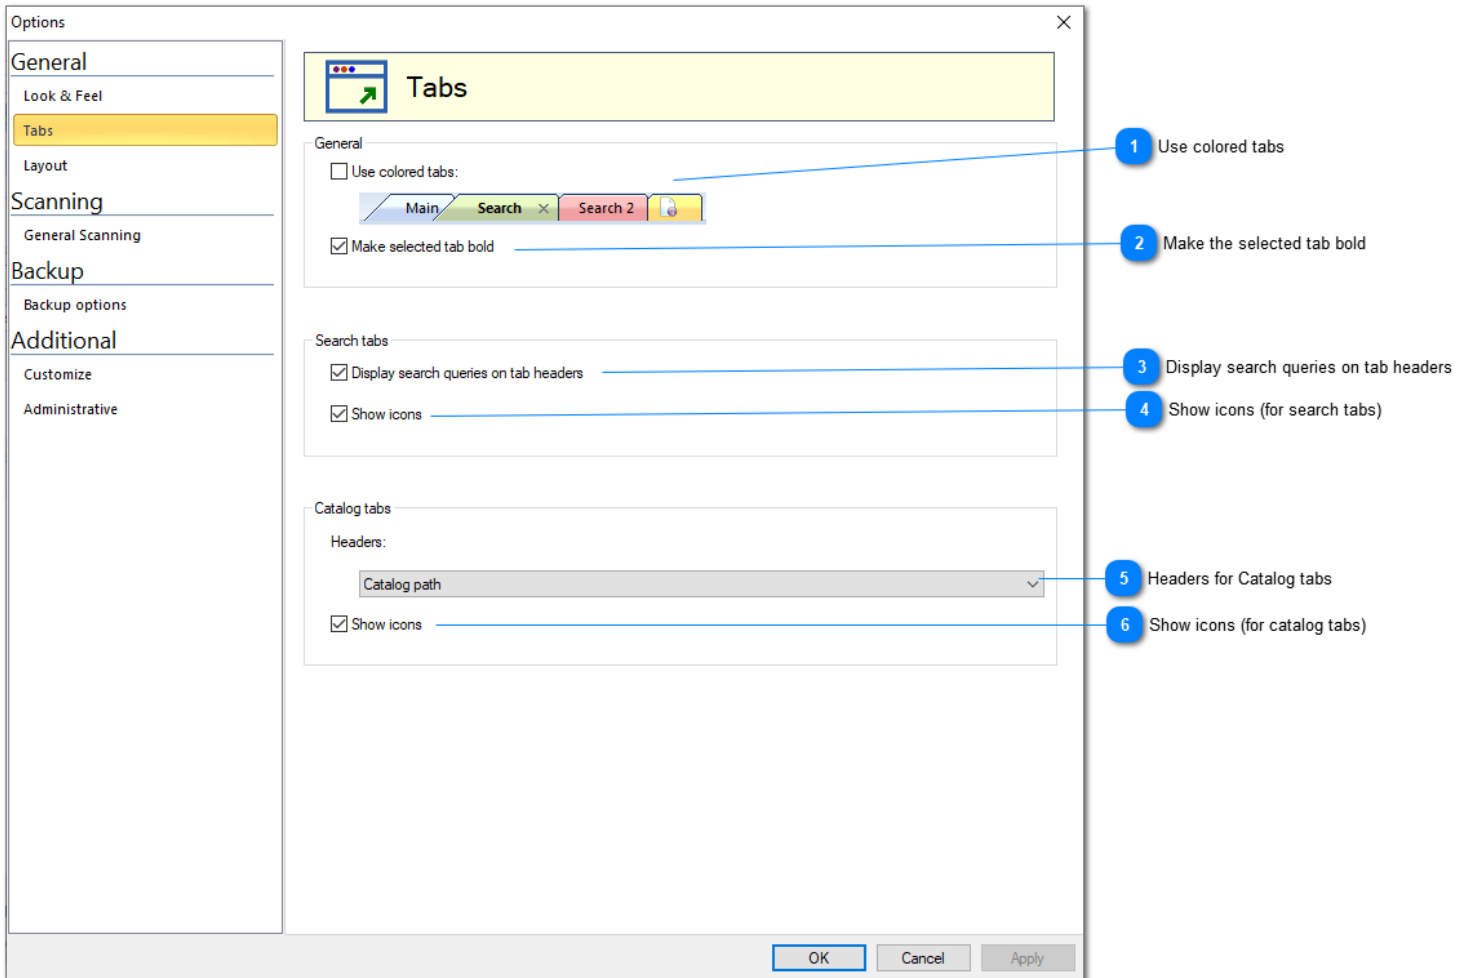 Options
General
Look & Feel
Tabs
Layout
Scanning
General Scanning
Backup
Backup options
Additional
Customize
Administrative
Tabs
General
Use colored tabs:
Main
Search
Search 2
Make selected tab bold
Search tabs
Display search queries on tab headers
Show icons
Catalog tabs
Headers:
Catalog path
Show icons
OK
Cancel
Apply
1 Use colored tabs
2 Make the selected tab bold
3 Display search queries on tab headers
4 Show icons (for search tabs)
5 Headers for Catalog tabs
6 Show icons (for catalog tabs)